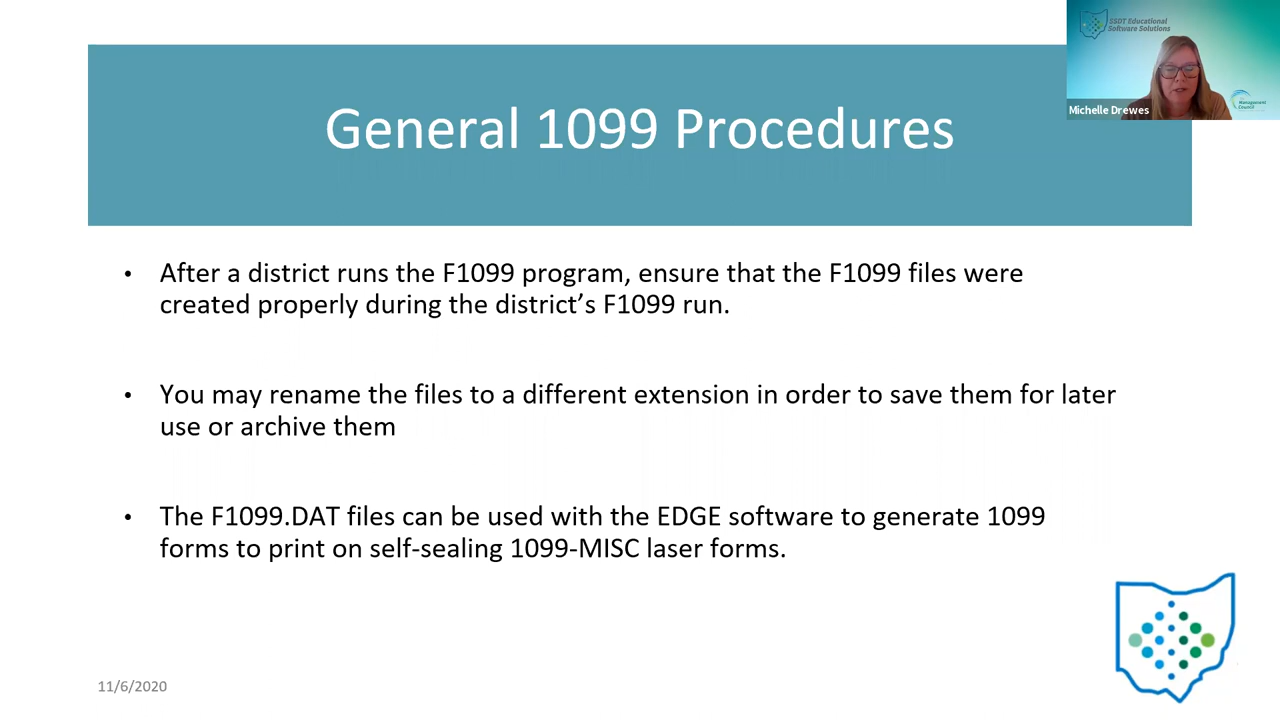 SSDT Educational
Software Solutions
Michelle Drewes
Management
Council
General 1099 Procedures
• After a district runs the F1099 program, ensure that the F1099 files were
created properly during the district’s F1099 run.
• You may rename the files to a different extension in order to save them for later
use or archive them
• The F1099.DAT files can be used with the EDGE software to generate 1099
forms to print on self-sealing 1099-MISC laser forms.
11/6/2020